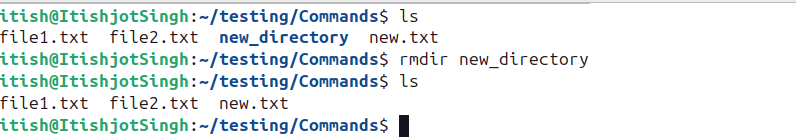 itish@ItishjotSingh:~/testing/Commands$ ls
file1.txt  file2.txt  new_directory  new.txt
itish@ItishjotSingh:~/testing/Commands$ rmdir new_directory
itish@ItishjotSingh:~/testing/Commands$ ls
file1.txt  file2.txt  new.txt
itish@ItishjotSingh:~/testing/Commands$